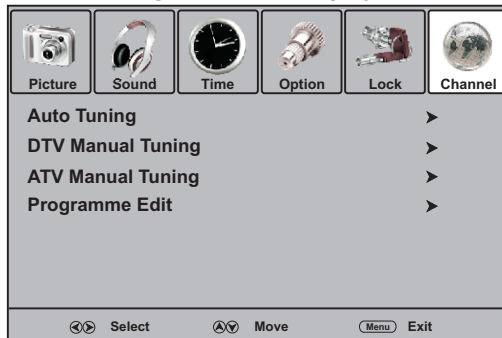 Picture Sound Time Option Lock Channel
Auto Tuning
DTV Manual Tuning
ATV Manual Tuning
Programme Edit
Select Move Menu Exit